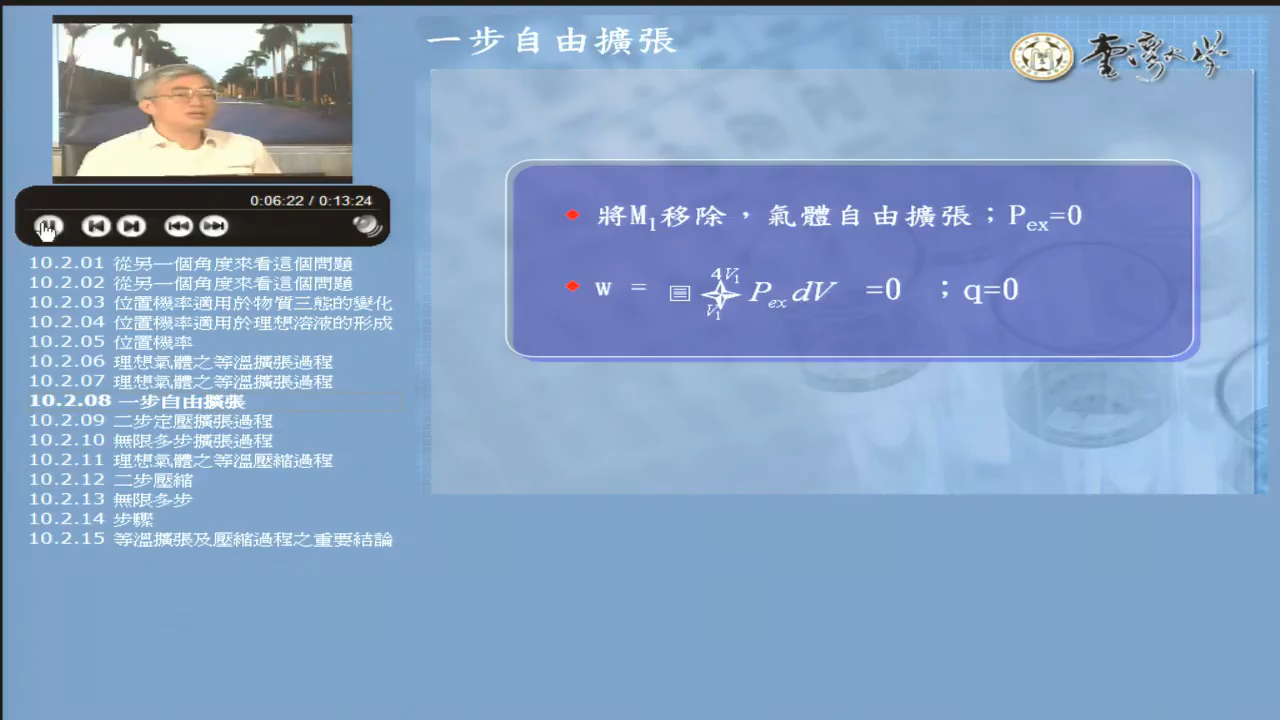 一步自由擴張
臺灣大學
0:06:22 / 0:13:24
10.2.01 從另一個角度來看這個問題
10.2.02 從另一個角度來看這個問題
10.2.03 位置機率適用於物質三態的變化
10.2.04 位置機率適用於理想溶液的形成
10.2.05 位置機率
10.2.06 理想氣體之等溫擴張過程
10.2.07 理想氣體之等溫擴張過程
10.2.08 一步自由擴張
10.2.09 二步定壓擴張過程
10.2.10 無限多步擴張過程
10.2.11 理想氣體之等溫壓縮過程
10.2.12 二步壓縮
10.2.13 無限多步
10.2.14 步驟
10.2.15 等溫擴張及壓縮過程之重要結論
將M₁移除，氣體自由擴張；Pₑₓ=0
w = 4V₁ V₁ Pₑₓ dV =0 ；q=0